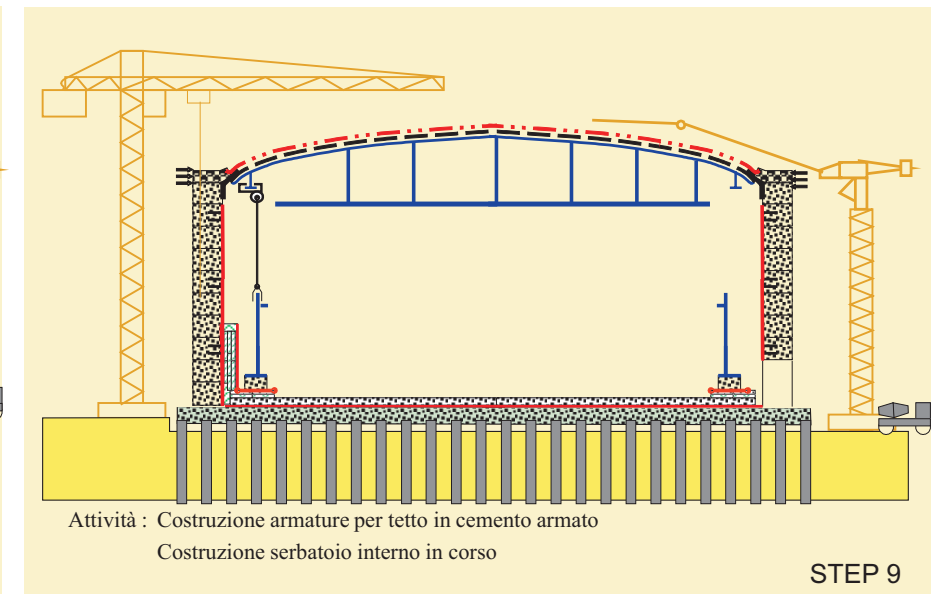 Attività : Costruzione armature per tetto in cemento armato
Costruzione serbatoio interno in corso
STEP 9